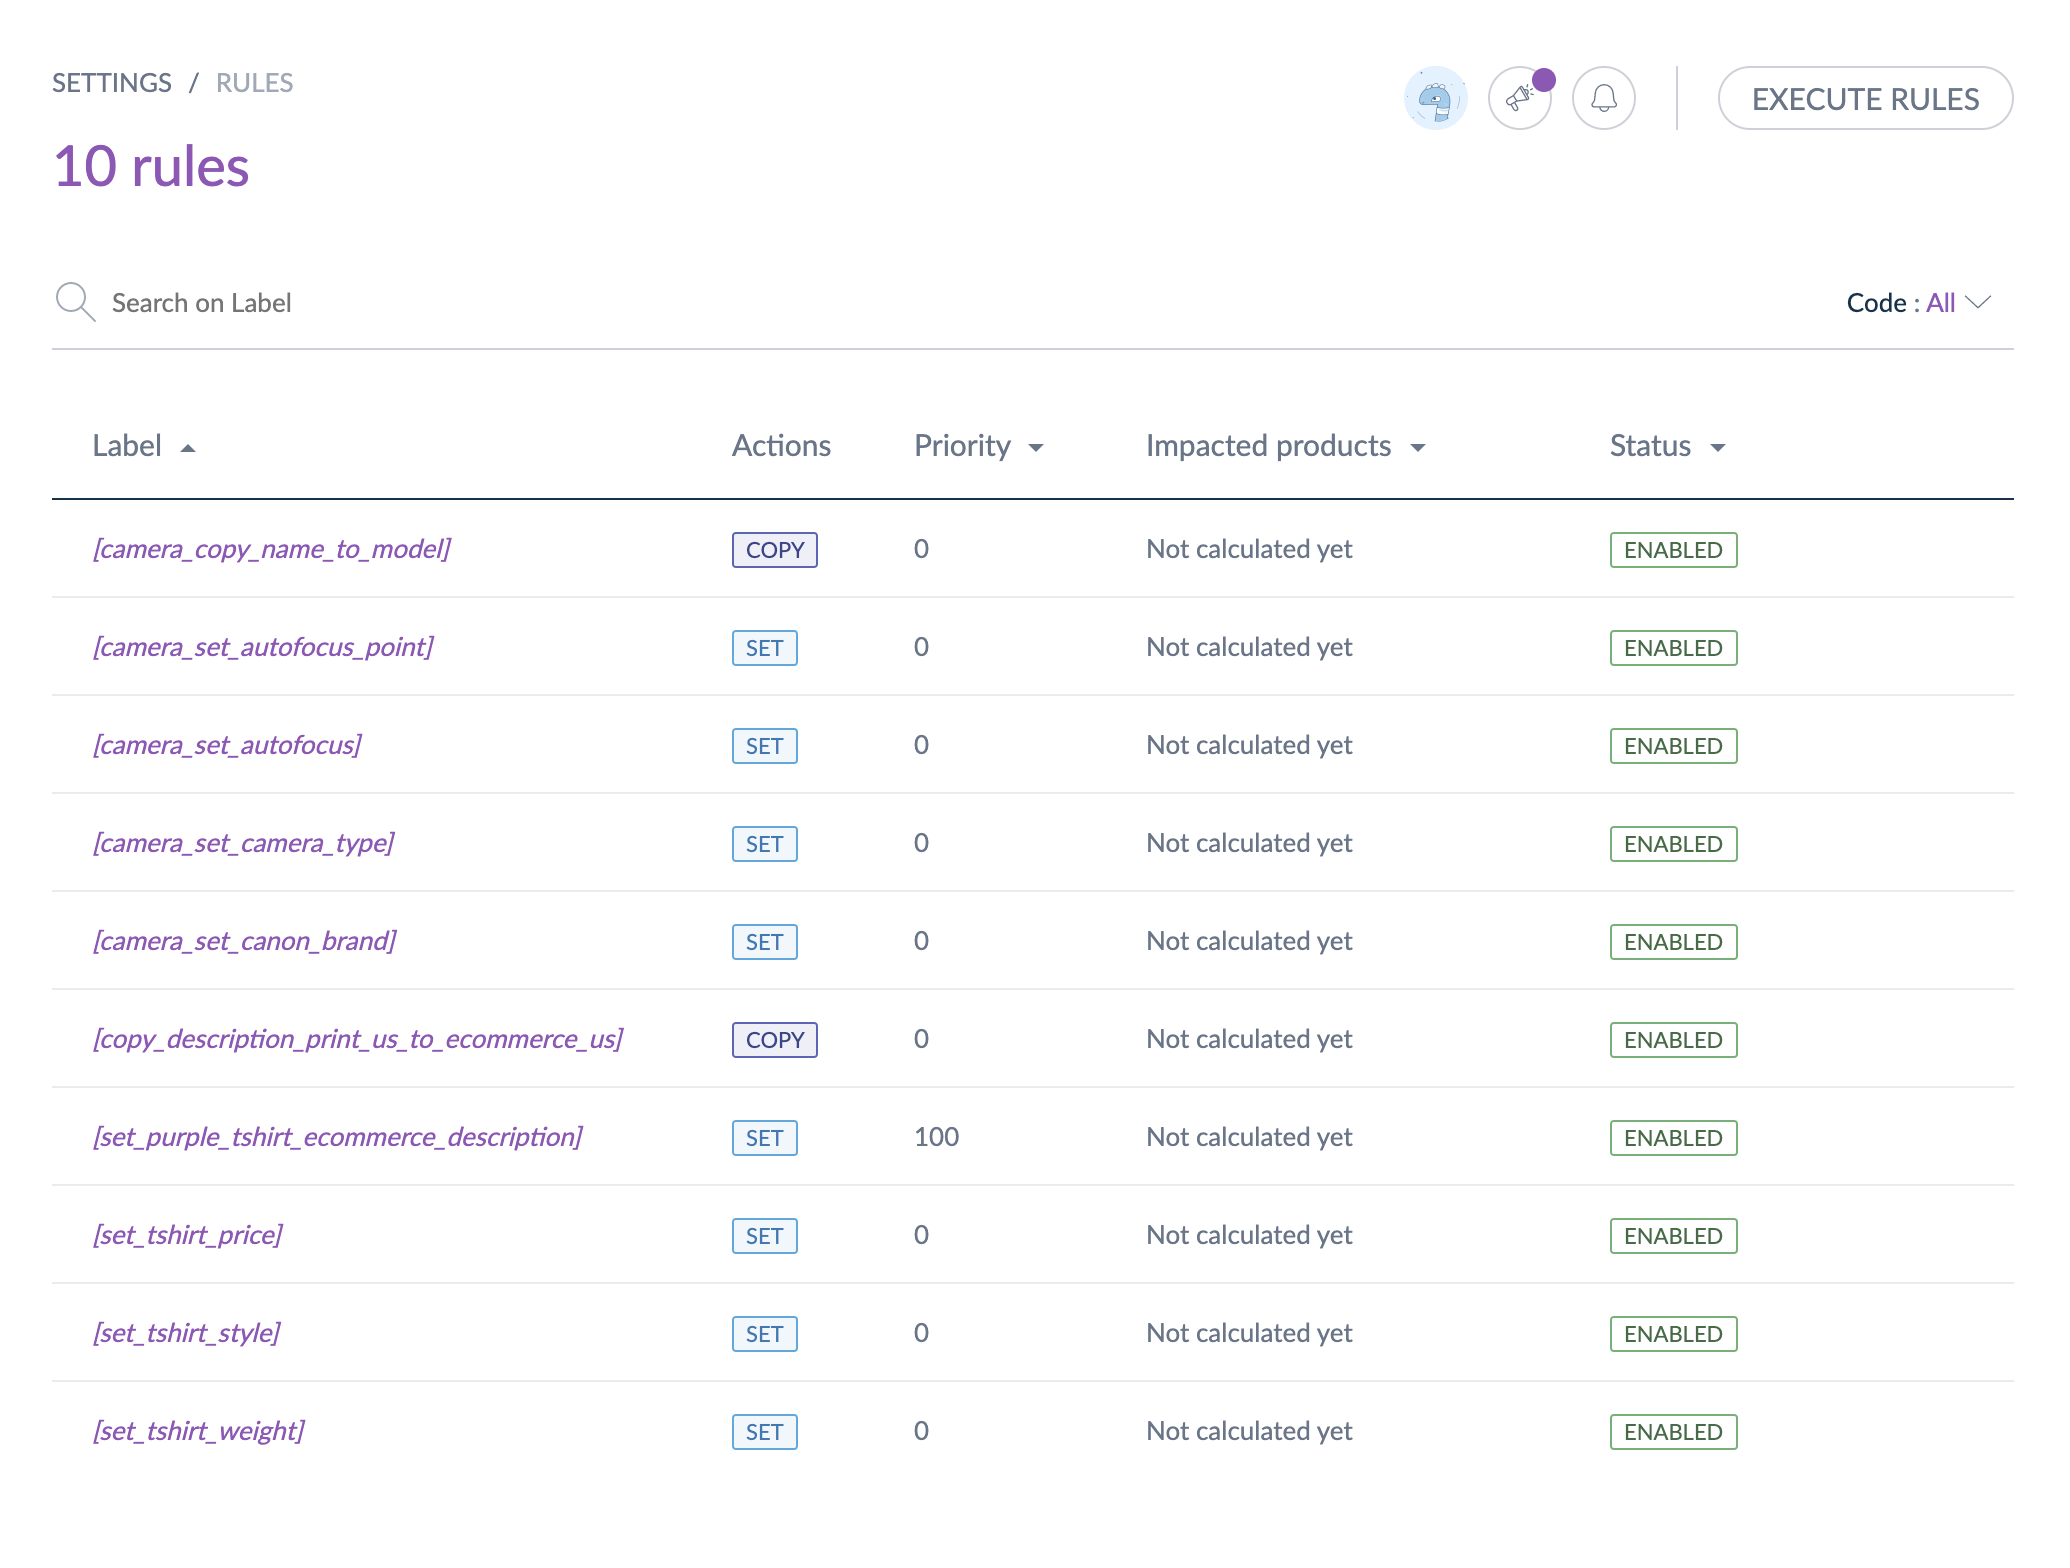 SETTINGS / RULES
EXECUTE RULES
10 rules
Search on Label
Code : All
Label Actions Priority Impacted products Status
[camera_copy_name_to_model] COPY 0 Not calculated yet ENABLED
[camera_set_autofocus_point] SET 0 Not calculated yet ENABLED
[camera_set_autofocus] SET 0 Not calculated yet ENABLED
[camera_set_camera_type] SET 0 Not calculated yet ENABLED
[camera_set_canon_brand] SET 0 Not calculated yet ENABLED
[copy_description_print_us_to_ecommerce_us] COPY 0 Not calculated yet ENABLED
[set_purple_tshirt_ecommerce_description] SET 100 Not calculated yet ENABLED
[set_tshirt_price] SET 0 Not calculated yet ENABLED
[set_tshirt_style] SET 0 Not calculated yet ENABLED
[set_tshirt_weight] SET 0 Not calculated yet ENABLED